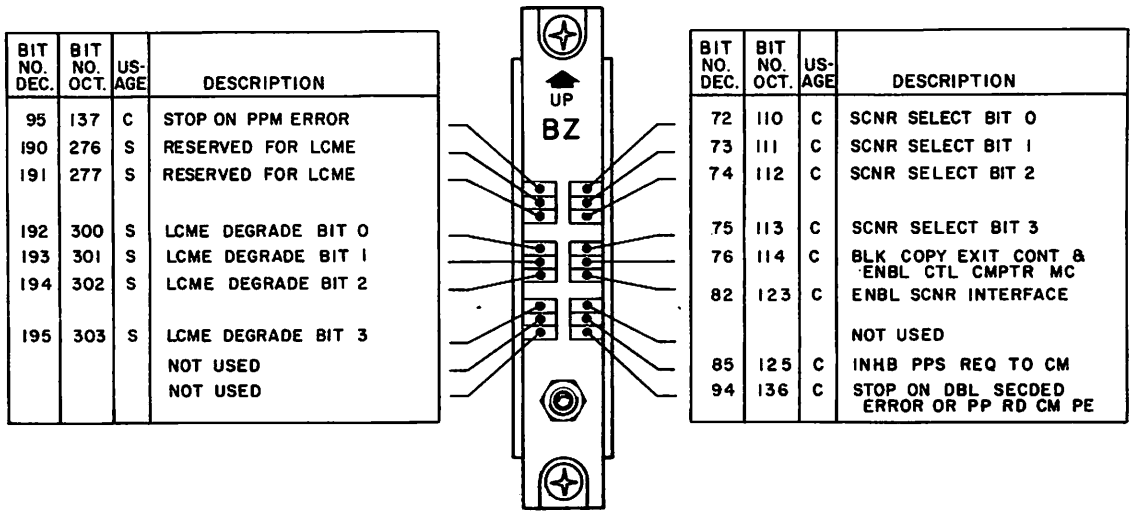 BIT NO. DEC. BIT NO. OCT. US-AGE DESCRIPTION
95 137 C STOP ON PPM ERROR
190 276 S RESERVED FOR LCME
191 277 S RESERVED FOR LCME
192 300 S LCME DEGRADE BIT 0
193 301 S LCME DEGRADE BIT 1
194 302 S LCME DEGRADE BIT 2
195 303 S LCME DEGRADE BIT 3
NOT USED
NOT USED
UP
BZ
BIT NO. DEC. BIT NO. OCT. US-AGE DESCRIPTION
72 110 C SCNR SELECT BIT 0
73 111 C SCNR SELECT BIT 1
74 112 C SCNR SELECT BIT 2
75 113 C SCNR SELECT BIT 3
76 114 C BLK COPY EXIT CONT &
ENBL CTL CMPTR MC
82 123 C ENBL SCNR INTERFACE
NOT USED
85 125 C INHB PPS REQ TO CM
94 136 C STOP ON DBL SECDED
ERROR OR PP RD CM PE